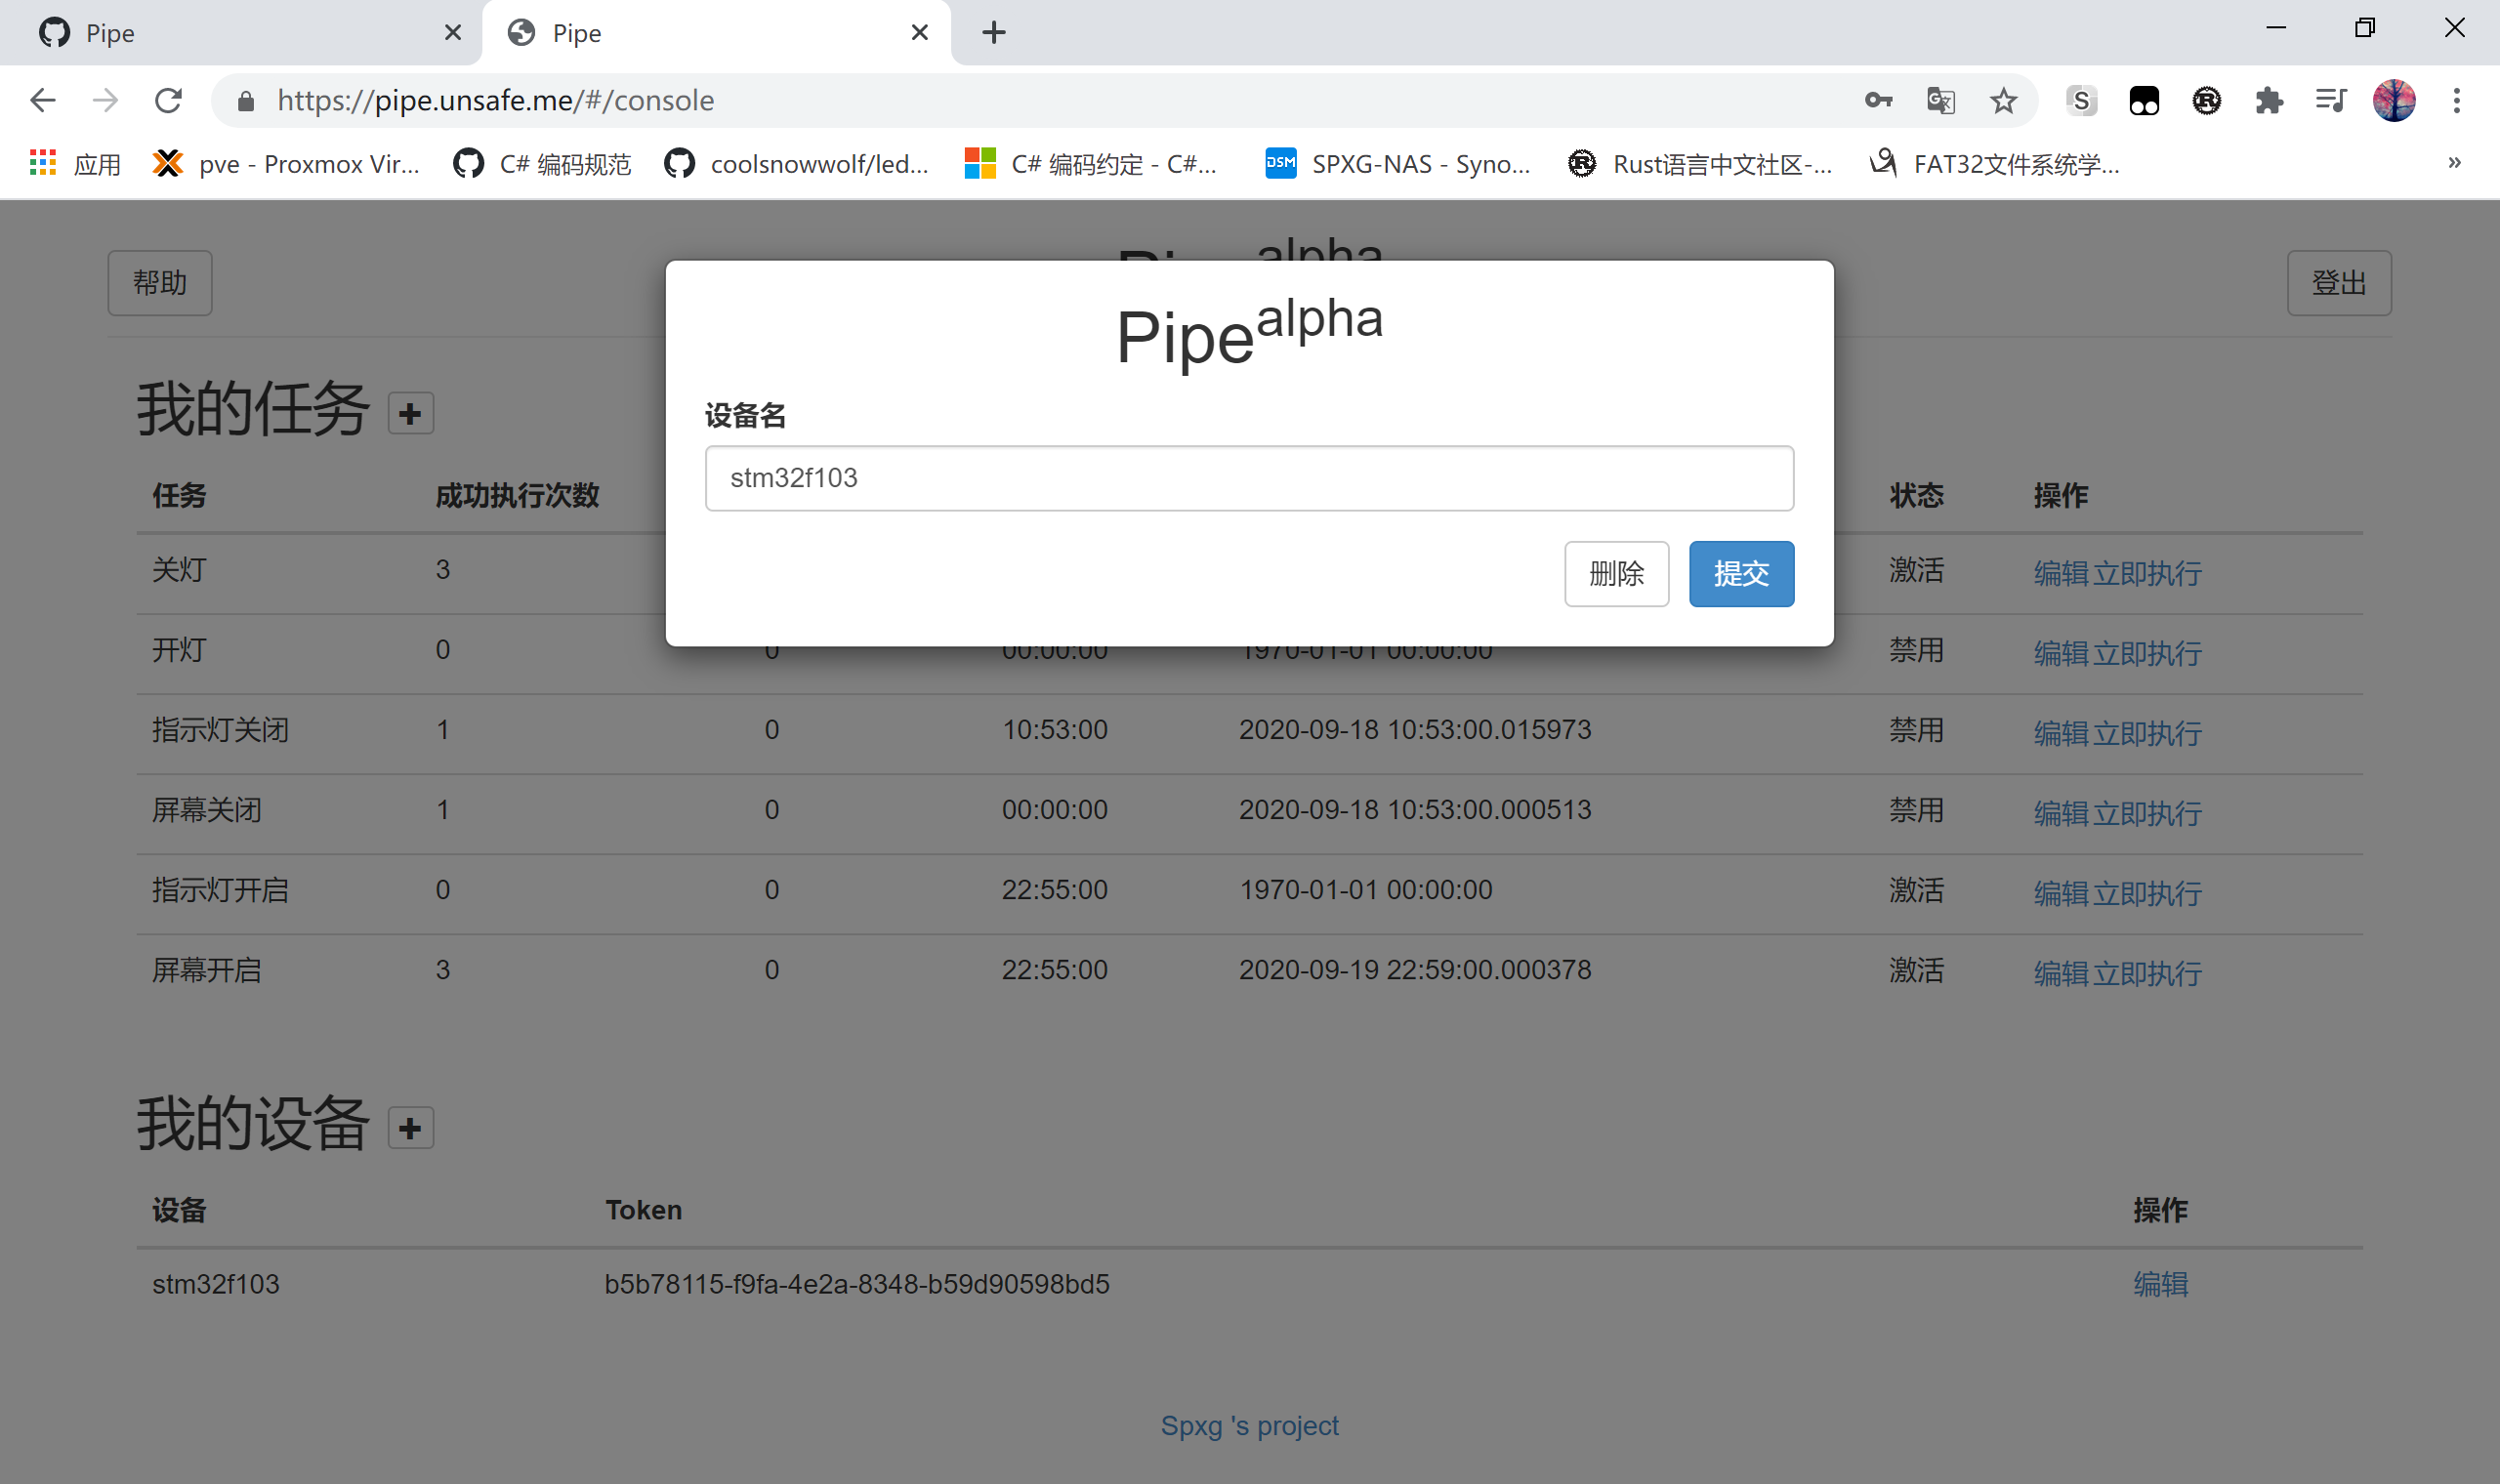 Pipe
Pipe
https://pipe.unsafe.me/#/console
应用
pve - Proxmox Vir...
C# 编码规范
coolsnowwolf/led...
C# 编码约定 - C#...
DSM
SPXG-NAS - Syno...
Rust语言中文社区-...
FAT32文件系统学...
»
帮助
Pipe alpha
登出
Pipe alpha
设备名
stm32f103
删除 提交
我的任务
任务 成功执行次数 状态 操作
关灯 3 激活 编辑 立即执行
开灯 0 0 00:00:00 1970-01-01 00:00:00 禁用 编辑 立即执行
指示灯关闭 1 0 10:53:00 2020-09-18 10:53:00.015973 禁用 编辑 立即执行
屏幕关闭 1 0 00:00:00 2020-09-18 10:53:00.000513 禁用 编辑 立即执行
指示灯开启 0 0 22:55:00 1970-01-01 00:00:00 激活 编辑 立即执行
屏幕开启 3 0 22:55:00 2020-09-19 22:59:00.000378 激活 编辑 立即执行
我的设备
设备 Token 操作
stm32f103 b5b78115-f9fa-4e2a-8348-b59d90598bd5 编辑
Spxg 's project